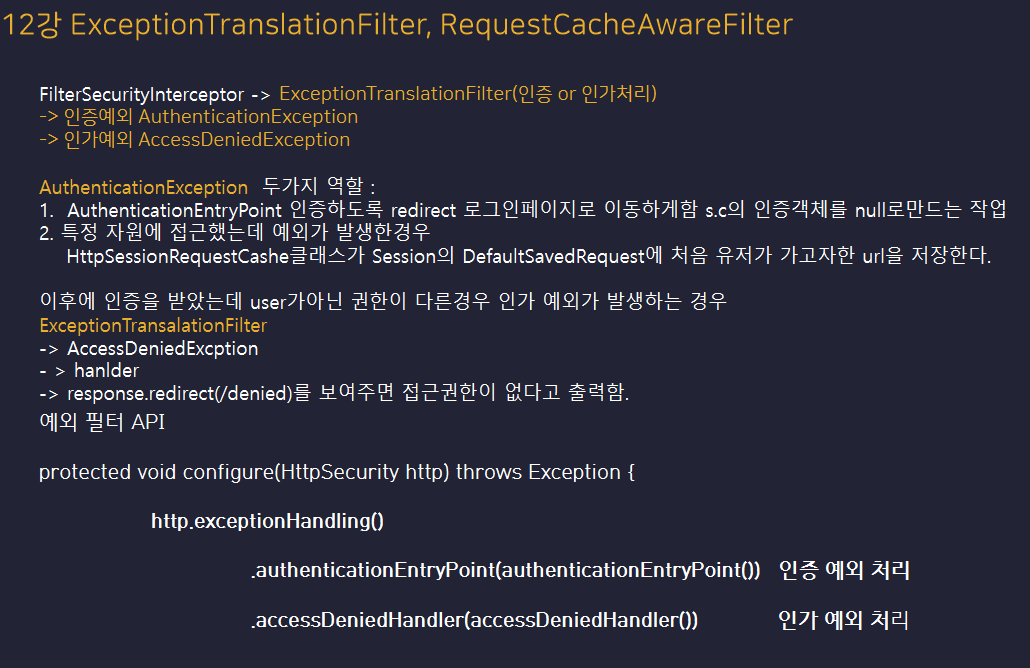 12강 ExceptionTranslationFilter, RequestCacheAwareFilter
FilterSecurityInterceptor -> ExceptionTranslationFilter(인증 or 인가처리)
-> 인증예외 AuthenticationException
-> 인가예외 AccessDeniedException
AuthenticationException 두가지 역할 :
1. AuthenticationEntryPoint 인증하도록 redirect 로그인페이지로 이동하게함 s.c의 인증객체를 null로만드는 작업
2. 특정 자원에 접근했는데 예외가 발생한경우
HttpSessionRequestCashe클래스가 Session의 DefaultSavedRequest에 처음 유저가 가고자한 url을 저장한다.
이후에 인증을 받았는데 user가아닌 권한이 다른경우 인가 예외가 발생하는 경우
ExceptionTransalationFilter
-> AccessDeniedExcption
- > hanlder
-> response.redirect(/denied)를 보여주면 접근권한이 없다고 출력함.
예외 필터 API
protected void configure(HttpSecurity http) throws Exception {
http.exceptionHandling()
.authenticationEntryPoint(authenticationEntryPoint()) 인증 예외 처리
.accessDeniedHandler(accessDeniedHandler()) 인가 예외 처리